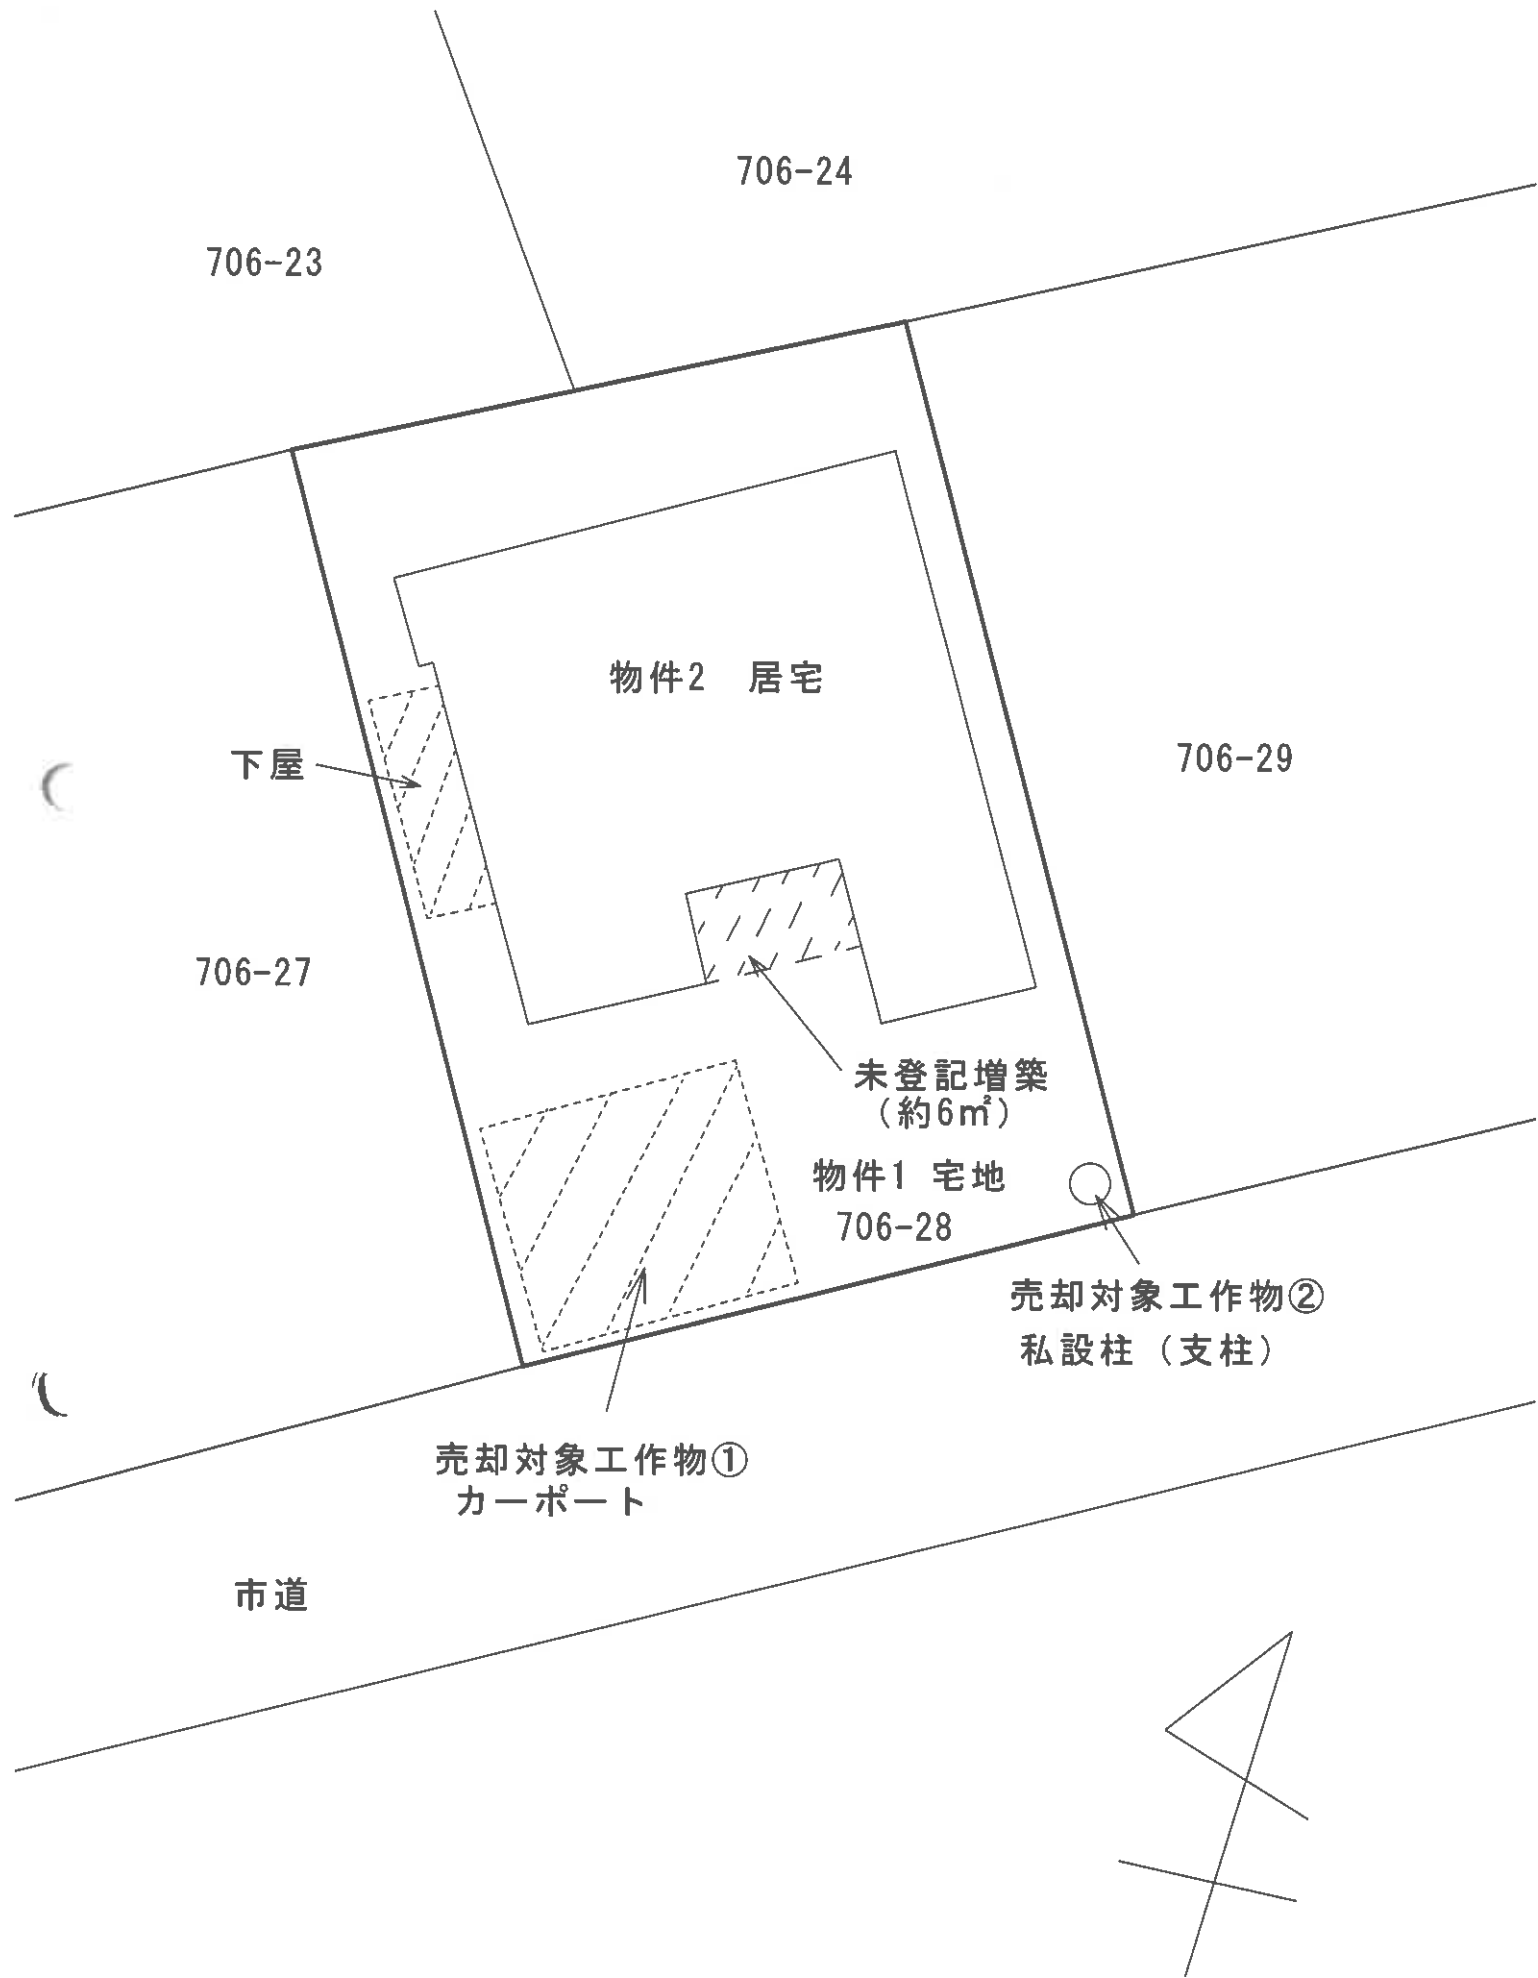 706-24
706-23
物件2 居宅
下屋
706-29
706-27
未登記増築
（約6㎡）
物件1 宅地
706-28
売却対象工作物②
私設柱（支柱）
売却対象工作物①
カーポート
市道